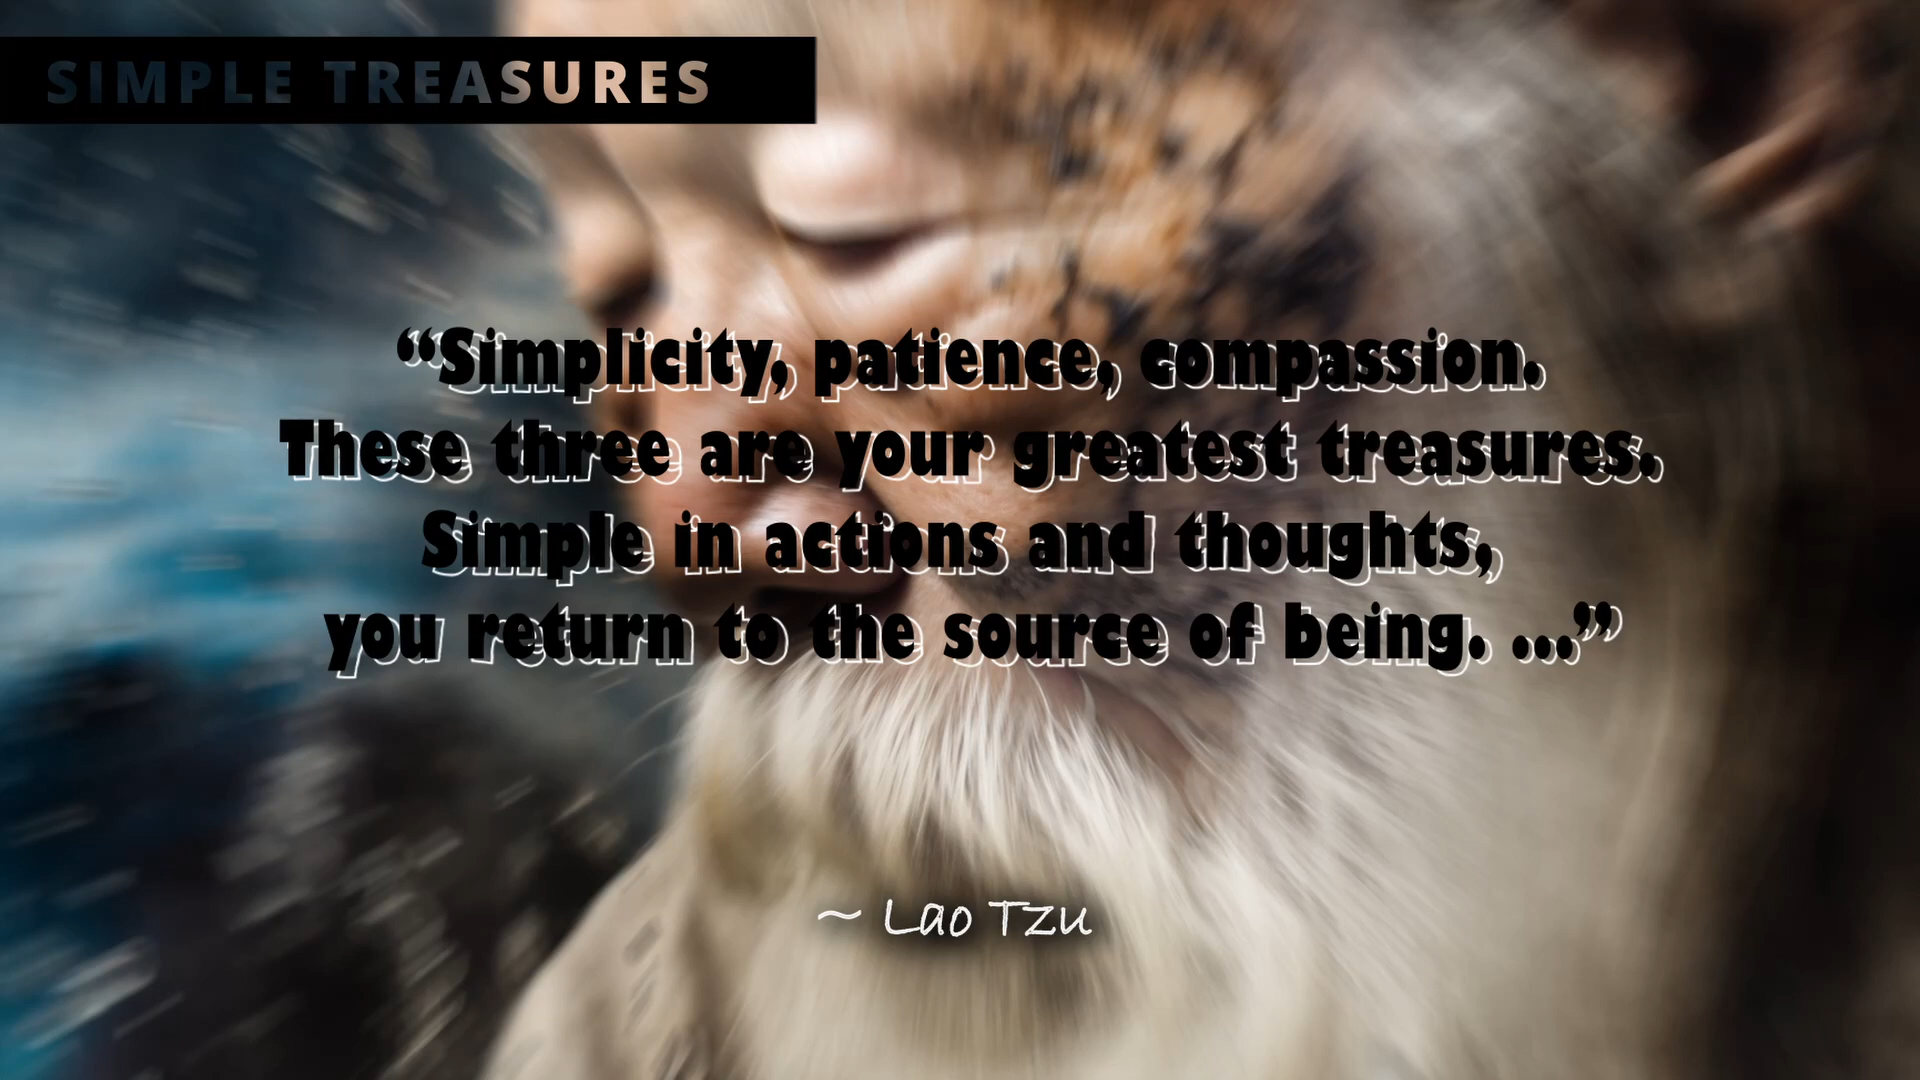 SIMPLE TREASURES
“Simplicity, patience, compassion.
These three are your greatest treasures.
Simple in actions and thoughts,
you return to the source of being. ...”
~ Lao Tzu